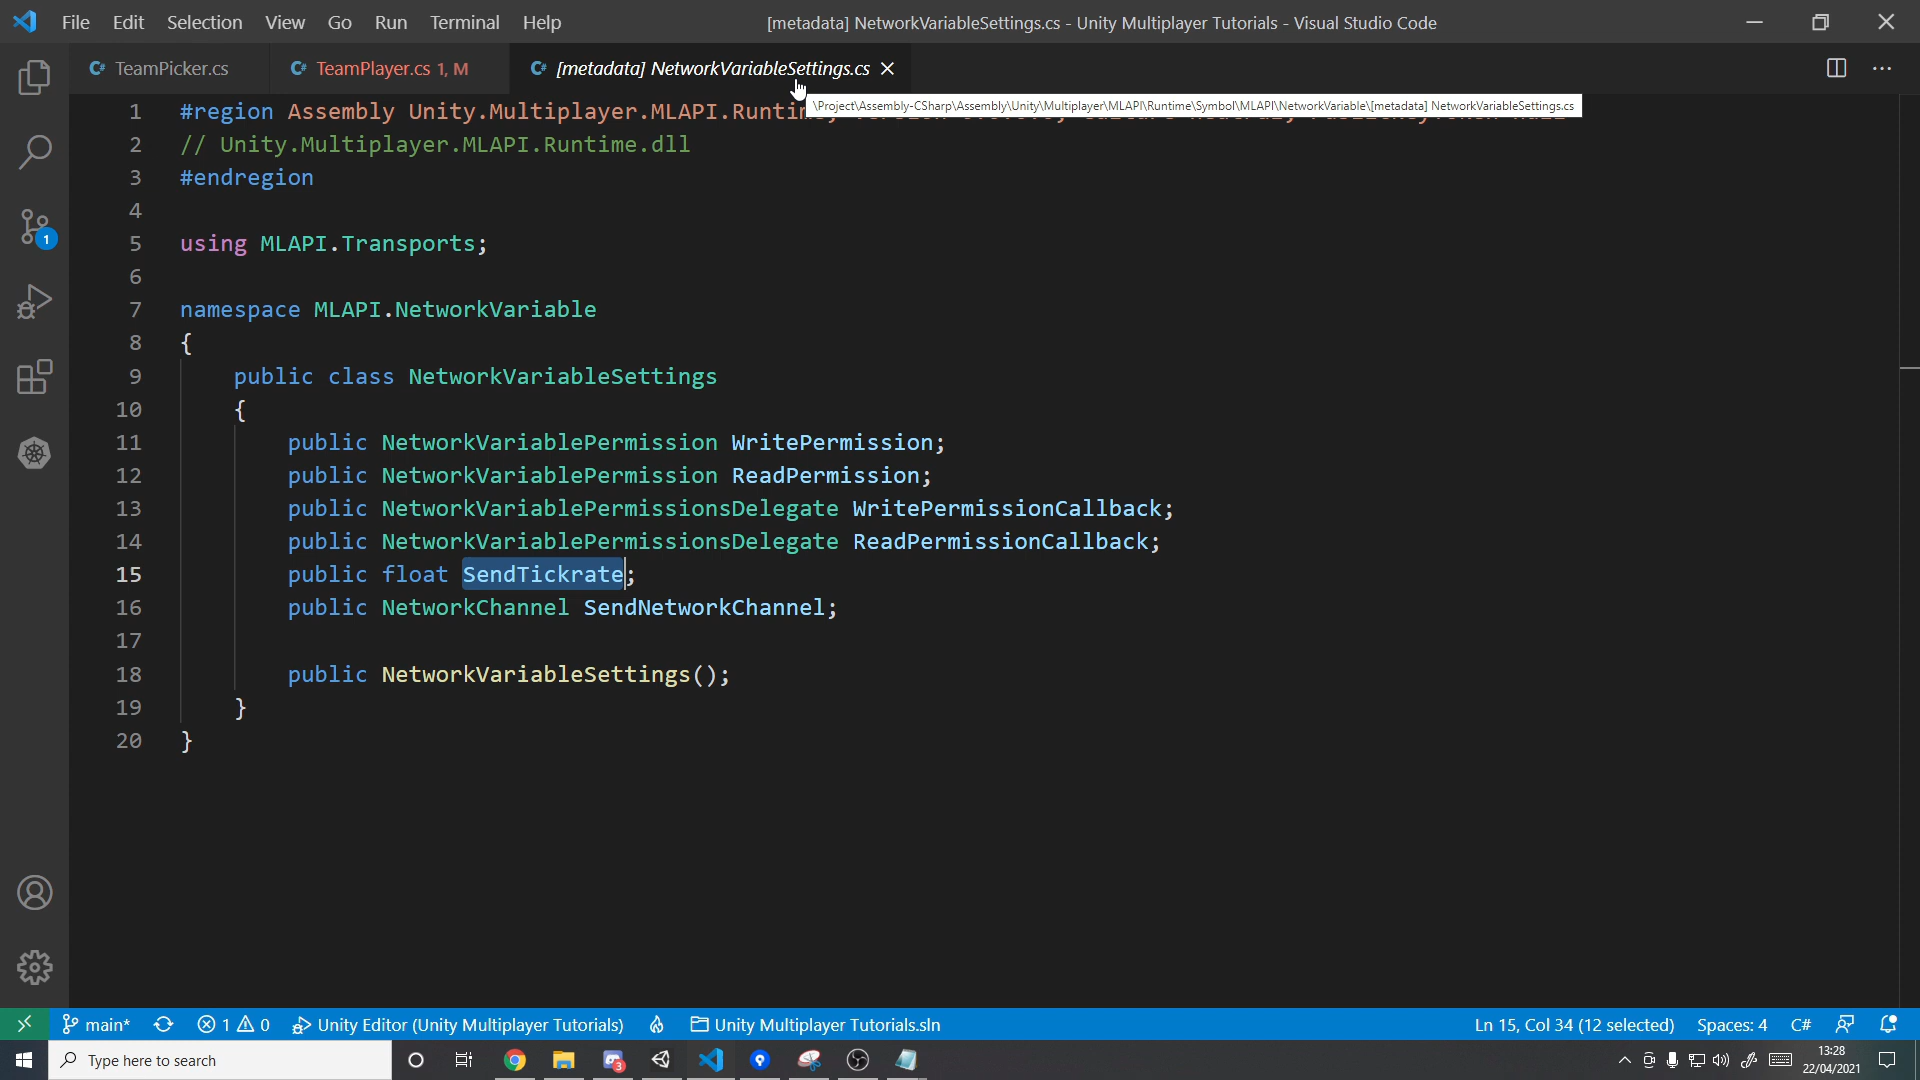 File Edit Selection View Go Run Terminal Help
[metadata] NetworkVariableSettings.cs - Unity Multiplayer Tutorials - Visual Studio Code
C# TeamPicker.cs
C# TeamPlayer.cs 1, M
C# [metadata] NetworkVariableSettings.cs
\Project\Assembly-CSharp\Assembly\Unity\Multiplayer\MLAPI\Runtime\Symbol\MLAPI\NetworkVariable\[metadata] NetworkVariableSettings.cs
1 #region Assembly Unity.Multiplayer.MLAPI.Runtim
2 // Unity.Multiplayer.MLAPI.Runtime.dll
3 #endregion
4
5 using MLAPI.Transports;
6
7 namespace MLAPI.NetworkVariable
8 {
9 public class NetworkVariableSettings
10 {
11 public NetworkVariablePermission WritePermission;
12 public NetworkVariablePermission ReadPermission;
13 public NetworkVariablePermissionsDelegate WritePermissionCallback;
14 public NetworkVariablePermissionsDelegate ReadPermissionCallback;
15 public float SendTickrate;
16 public NetworkChannel SendNetworkChannel;
17
18 public NetworkVariableSettings();
19 }
20 }
1
main* 1 0 Unity Editor (Unity Multiplayer Tutorials) Unity Multiplayer Tutorials.sln
Ln 15, Col 34 (12 selected) Spaces: 4 C#
Type here to search
3
13:28
22/04/2021